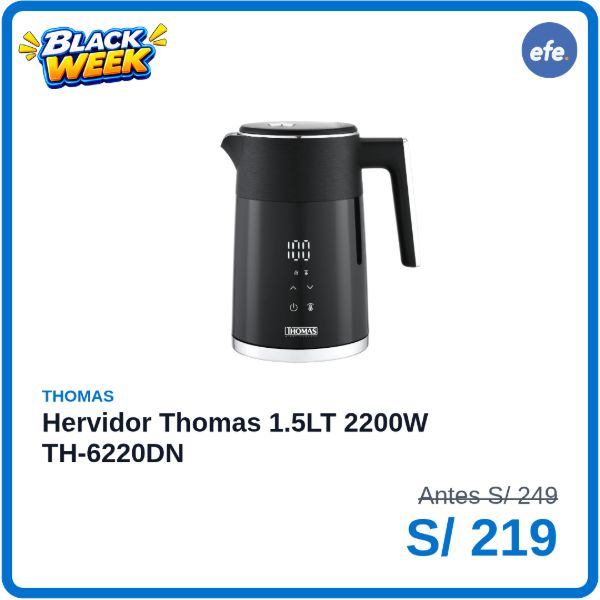 BLACK
WEEK
efe.
100
THOMAS
THOMAS
Hervidor Thomas 1.5LT 2200W
TH-6220DN
Antes S/ 249
S/ 219